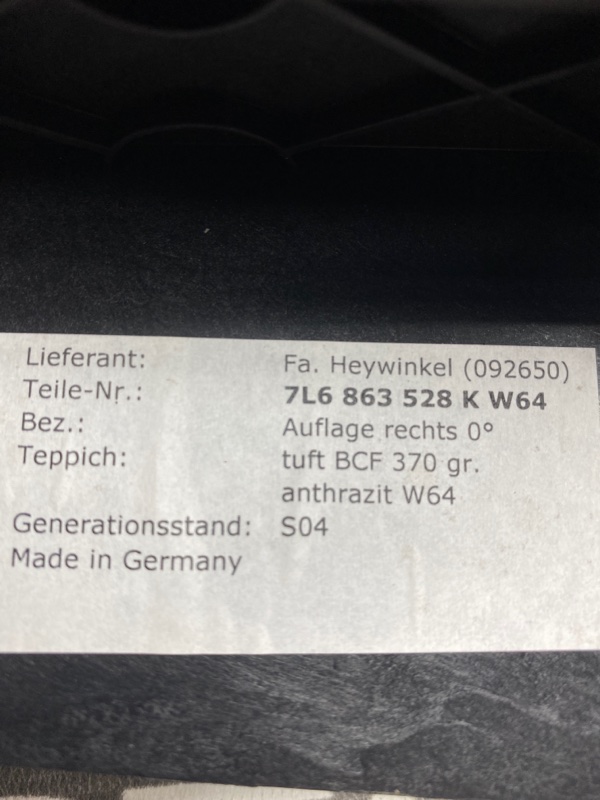 Lieferant: Fa. Heywinkel (092650)
Teile-Nr.: 7L6 863 528 K W64
Bez.: Auflage rechts 0°
Teppich: tuft BCF 370 gr.
anthrazit W64
Generationsstand: S04
Made in Germany